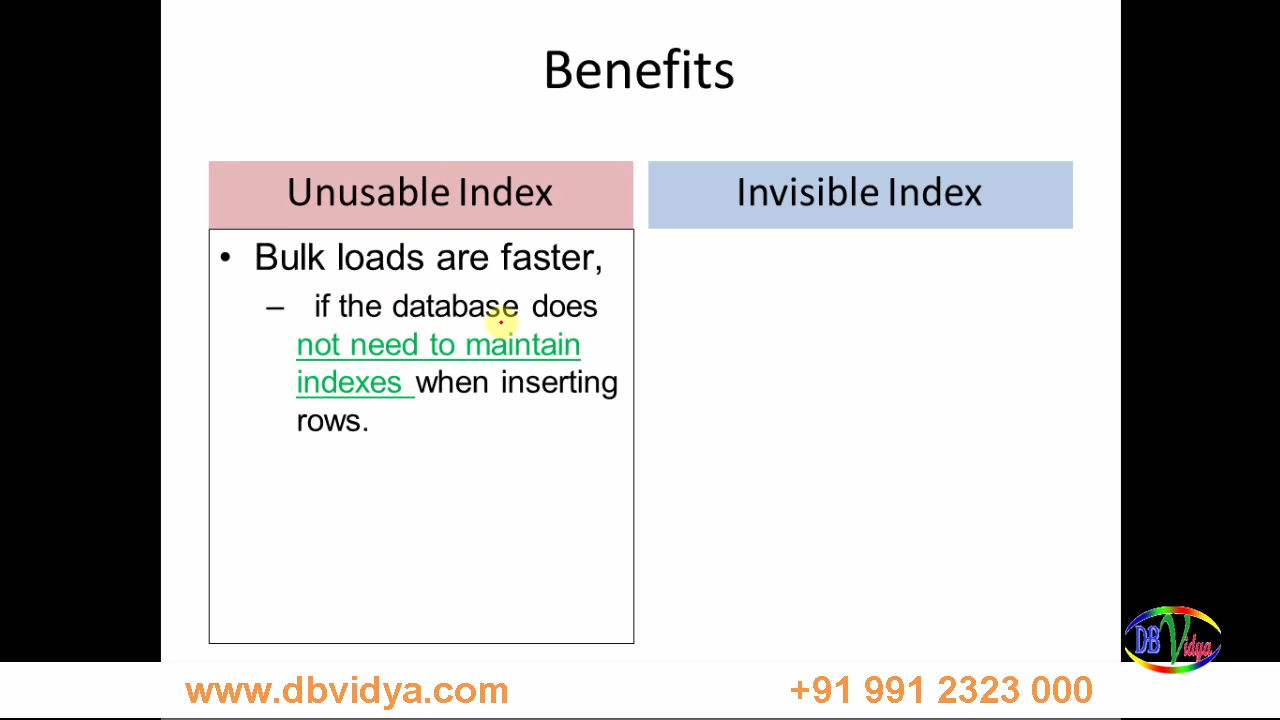 Benefits
Unusable Index
Invisible Index
• Bulk loads are faster,
– if the database does
not need to maintain
indexes when inserting
rows.
DB Vidya
www.dbvidya.com
+91 991 2323 000